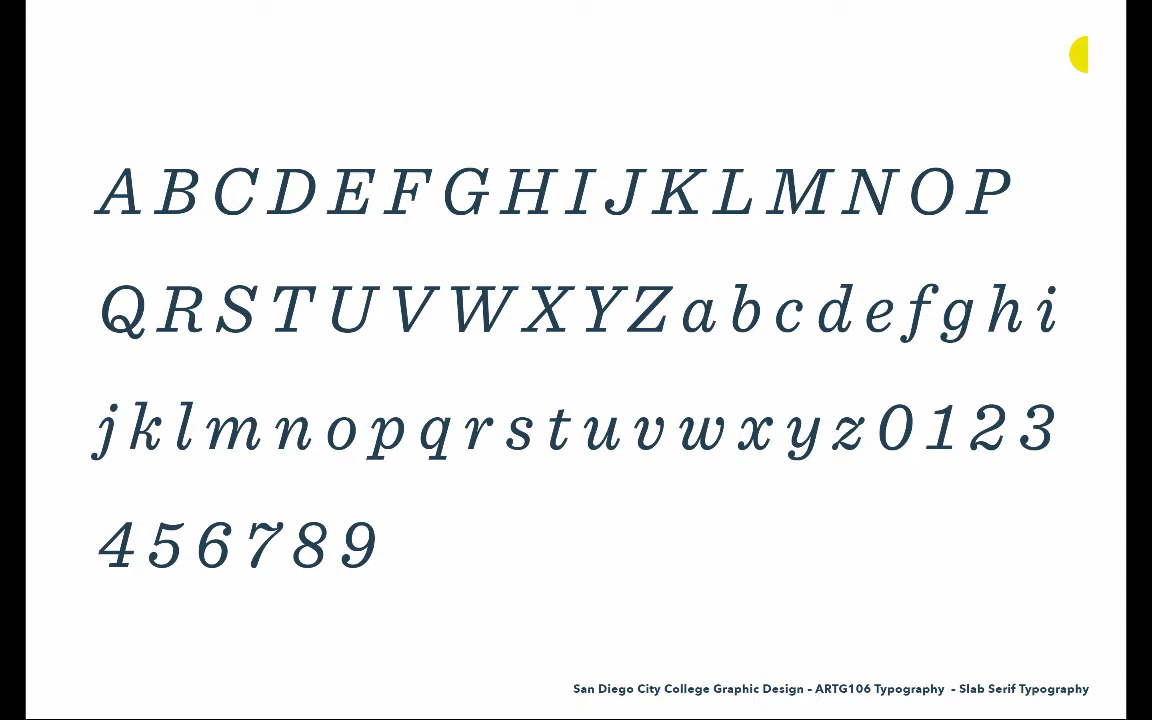 A B C D E F G H I J K L M N O P
Q R S T U V W X Y Z a b c d e f g h i
j k l m n o p q r s t u v w x y z 0 1 2 3
4 5 6 7 8 9
San Diego City College Graphic Design – ARTG106 Typography – Slab Serif Typography